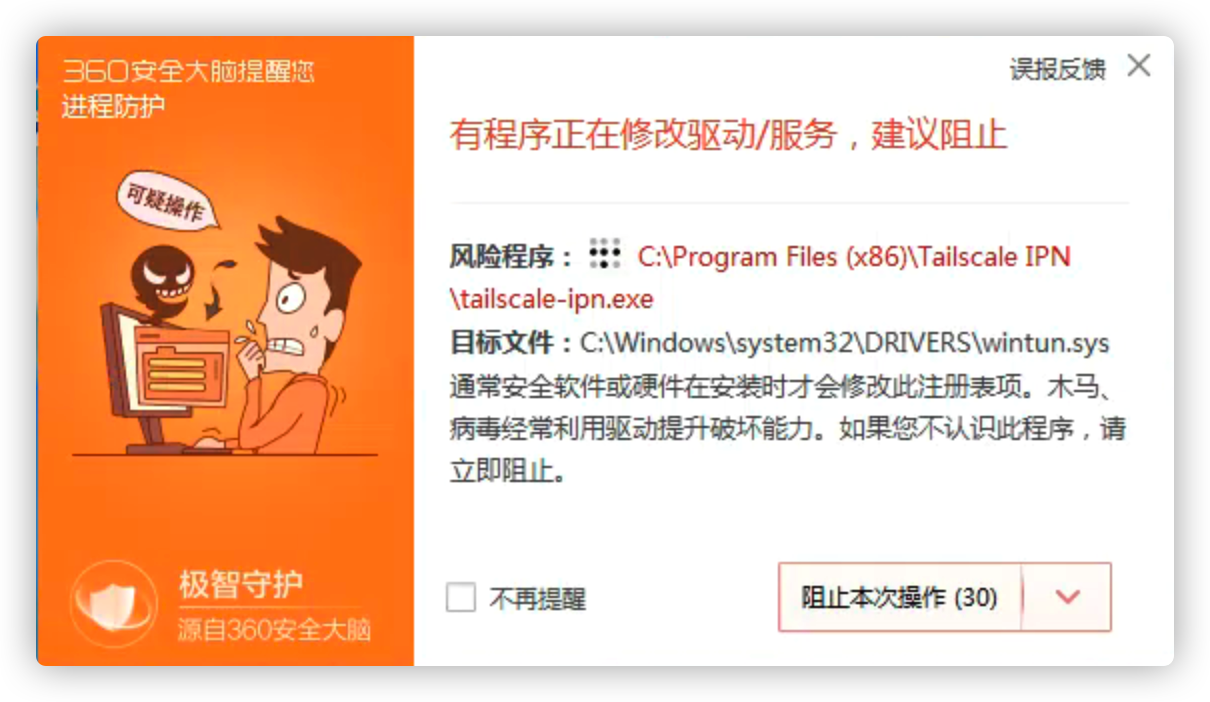 360安全大脑提醒您
进程防护
误报反馈
有程序正在修改驱动/服务，建议阻止
可疑操作
风险程序： C:\Program Files (x86)\Tailscale IPN
\tailscale-ipn.exe
目标文件：C:\Windows\system32\DRIVERS\wintun.sys
通常安全软件或硬件在安装时才会修改此注册表项。木马、
病毒经常利用驱动提升破坏能力。如果您不认识此程序，请
立即阻止。
极智守护
源自360安全大脑
不再提醒
阻止本次操作 (30)